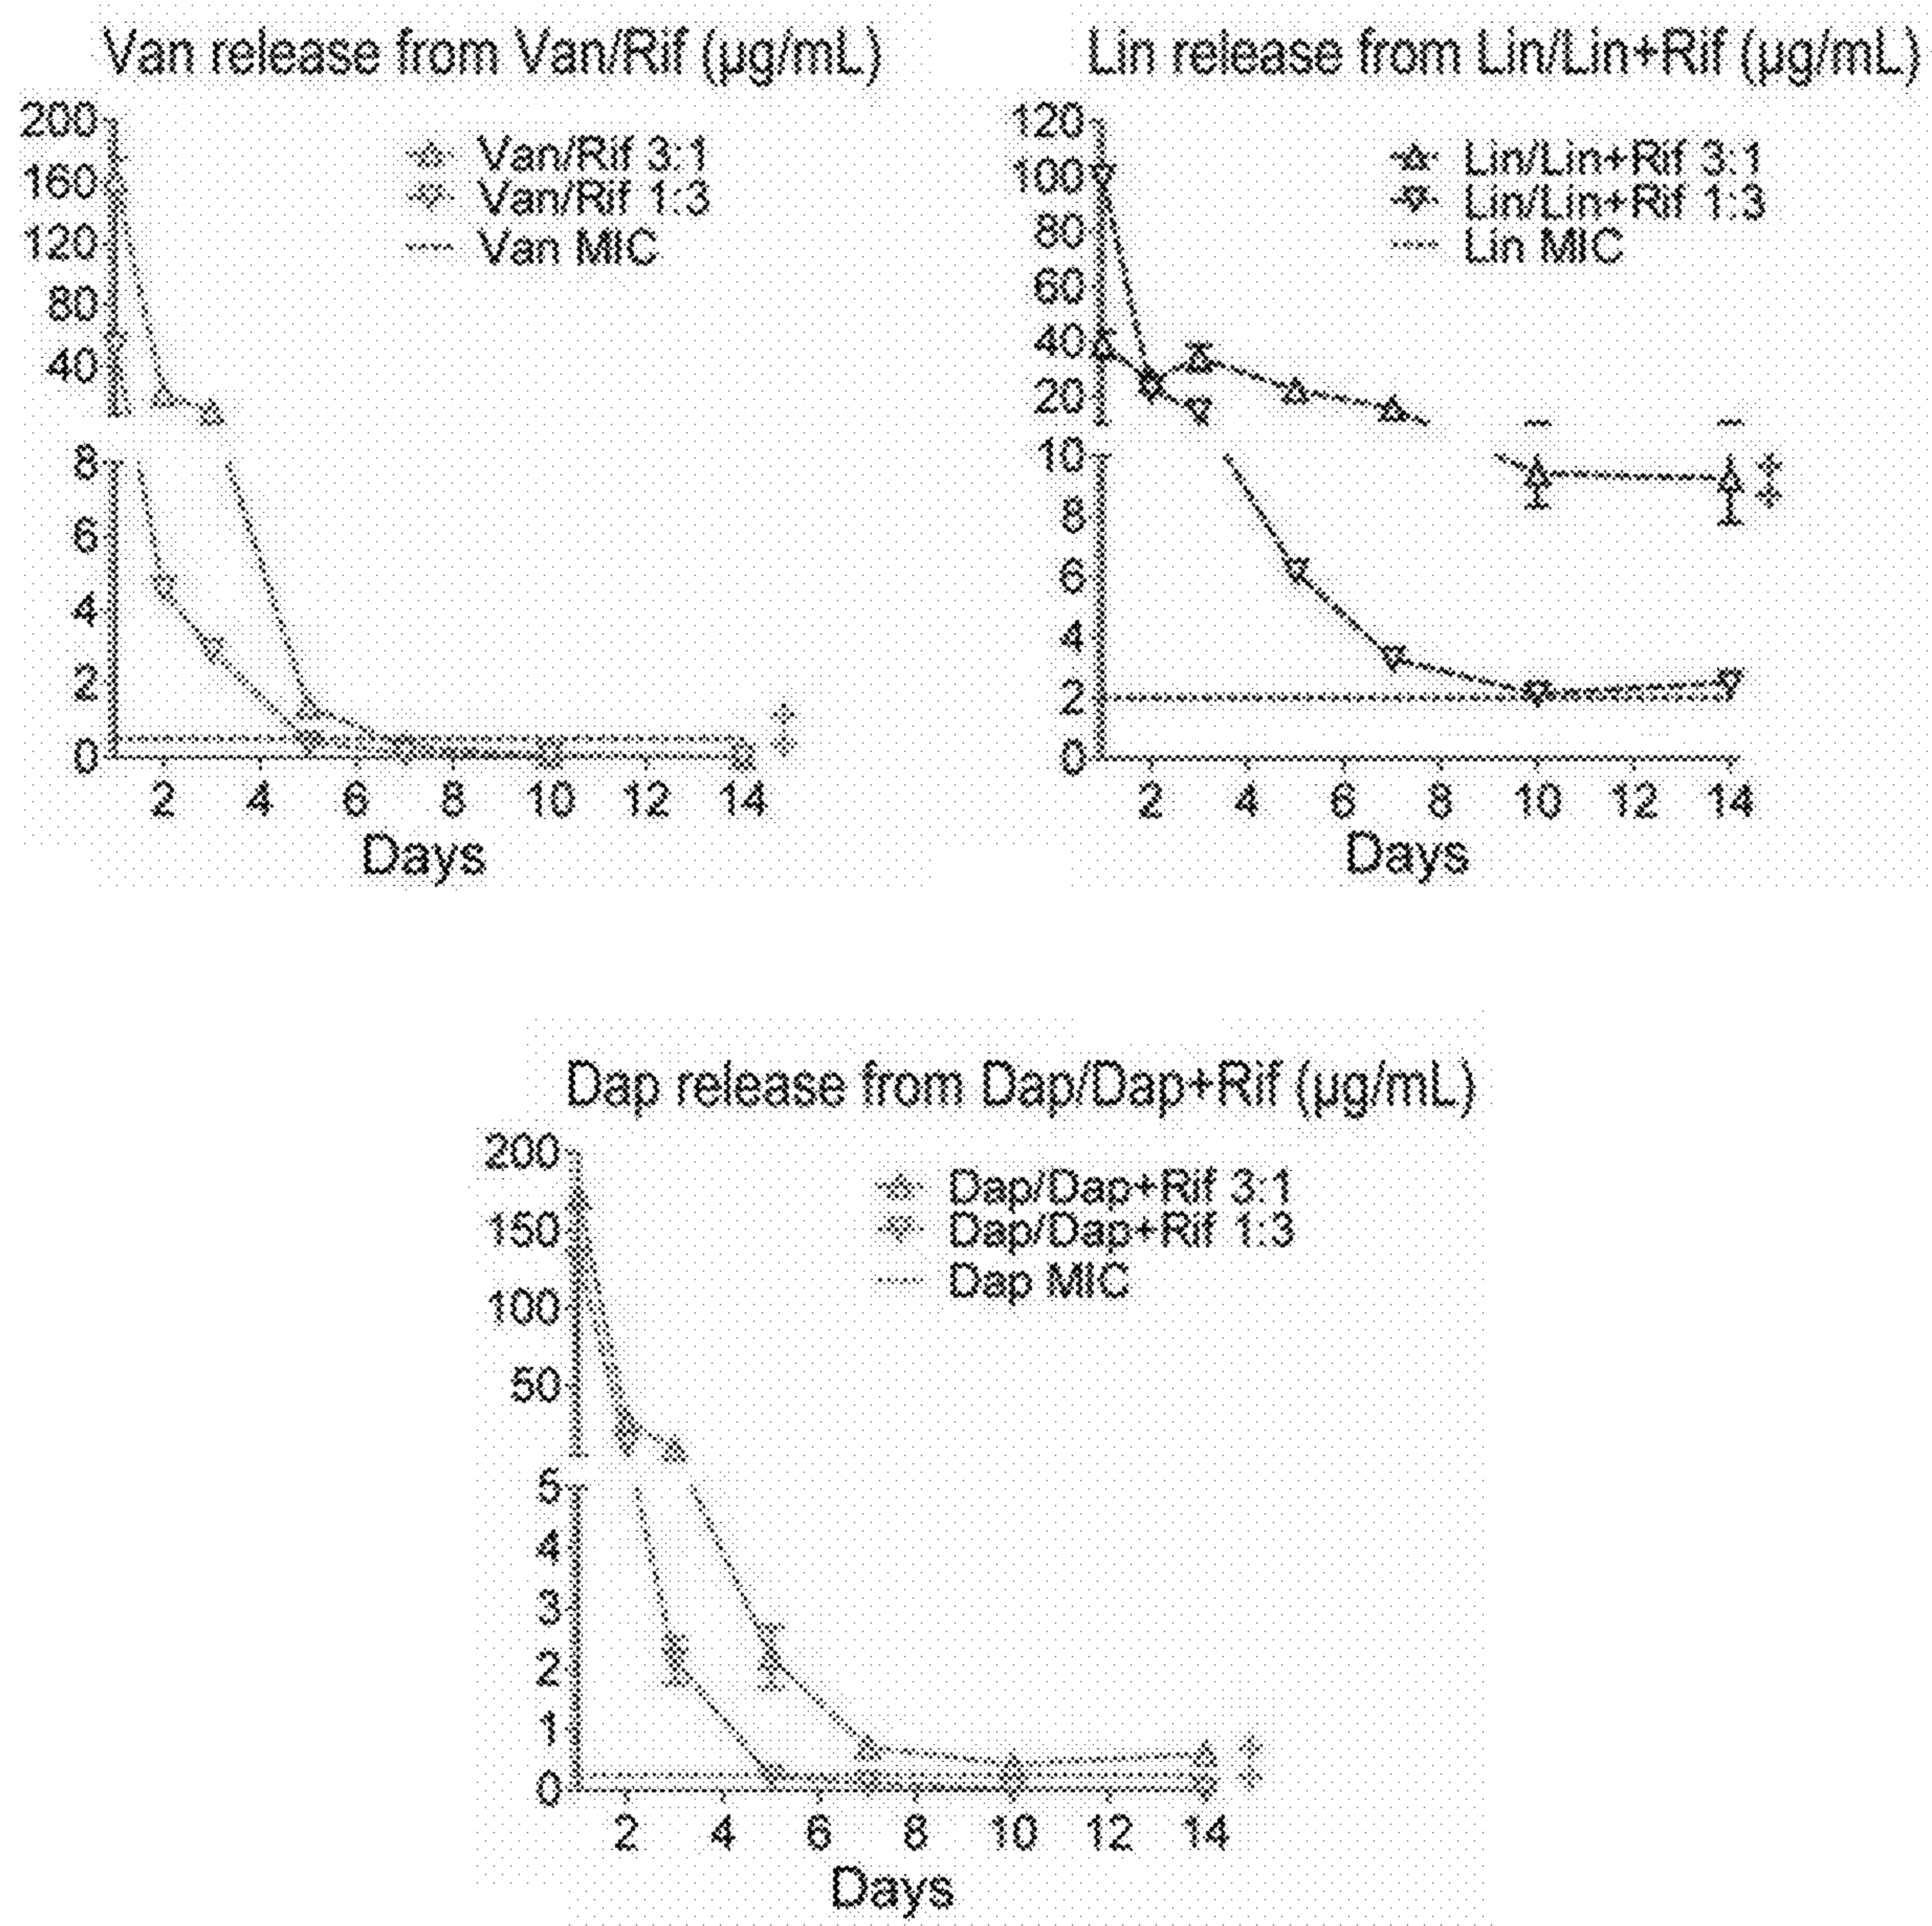 Van release from Van/Rif (µg/mL)
200
160
120
80
40
8
6
4
2
0
Van/Rif 3:1
Van/Rif 1:3
Van MIC
‡
‡
2 4 6 8 10 12 14
Days
Lin release from Lin/Lin+Rif (µg/mL)
120
100
80
60
40
20
10
8
6
4
2
0
Lin/Lin+Rif 3:1
Lin/Lin+Rif 1:3
Lin MIC
‡
‡
2 4 6 8 10 12 14
Days
Dap release from Dap/Dap+Rif (µg/mL)
200
150
100
50
5
4
3
2
1
0
Dap/Dap+Rif 3:1
Dap/Dap+Rif 1:3
Dap MIC
‡
‡
2 4 6 8 10 12 14
Days